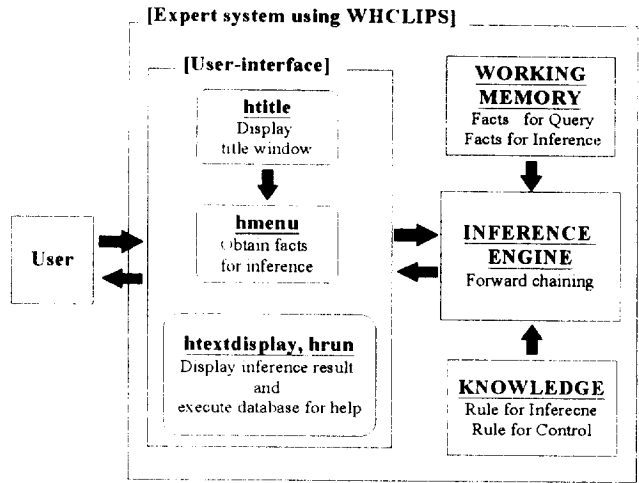 [Expert system using WHCLIPS]
[User-interface]
htitle
Display
title window
hmenu
Obtain facts
for inference
htextdisplay, hrun
Display inference result
and
execute database for help
User
WORKING
MEMORY
Facts for Query
Facts for Inference
INFERENCE
ENGINE
Forward chaining
KNOWLEDGE
Rule for Inferecne
Rule for Control